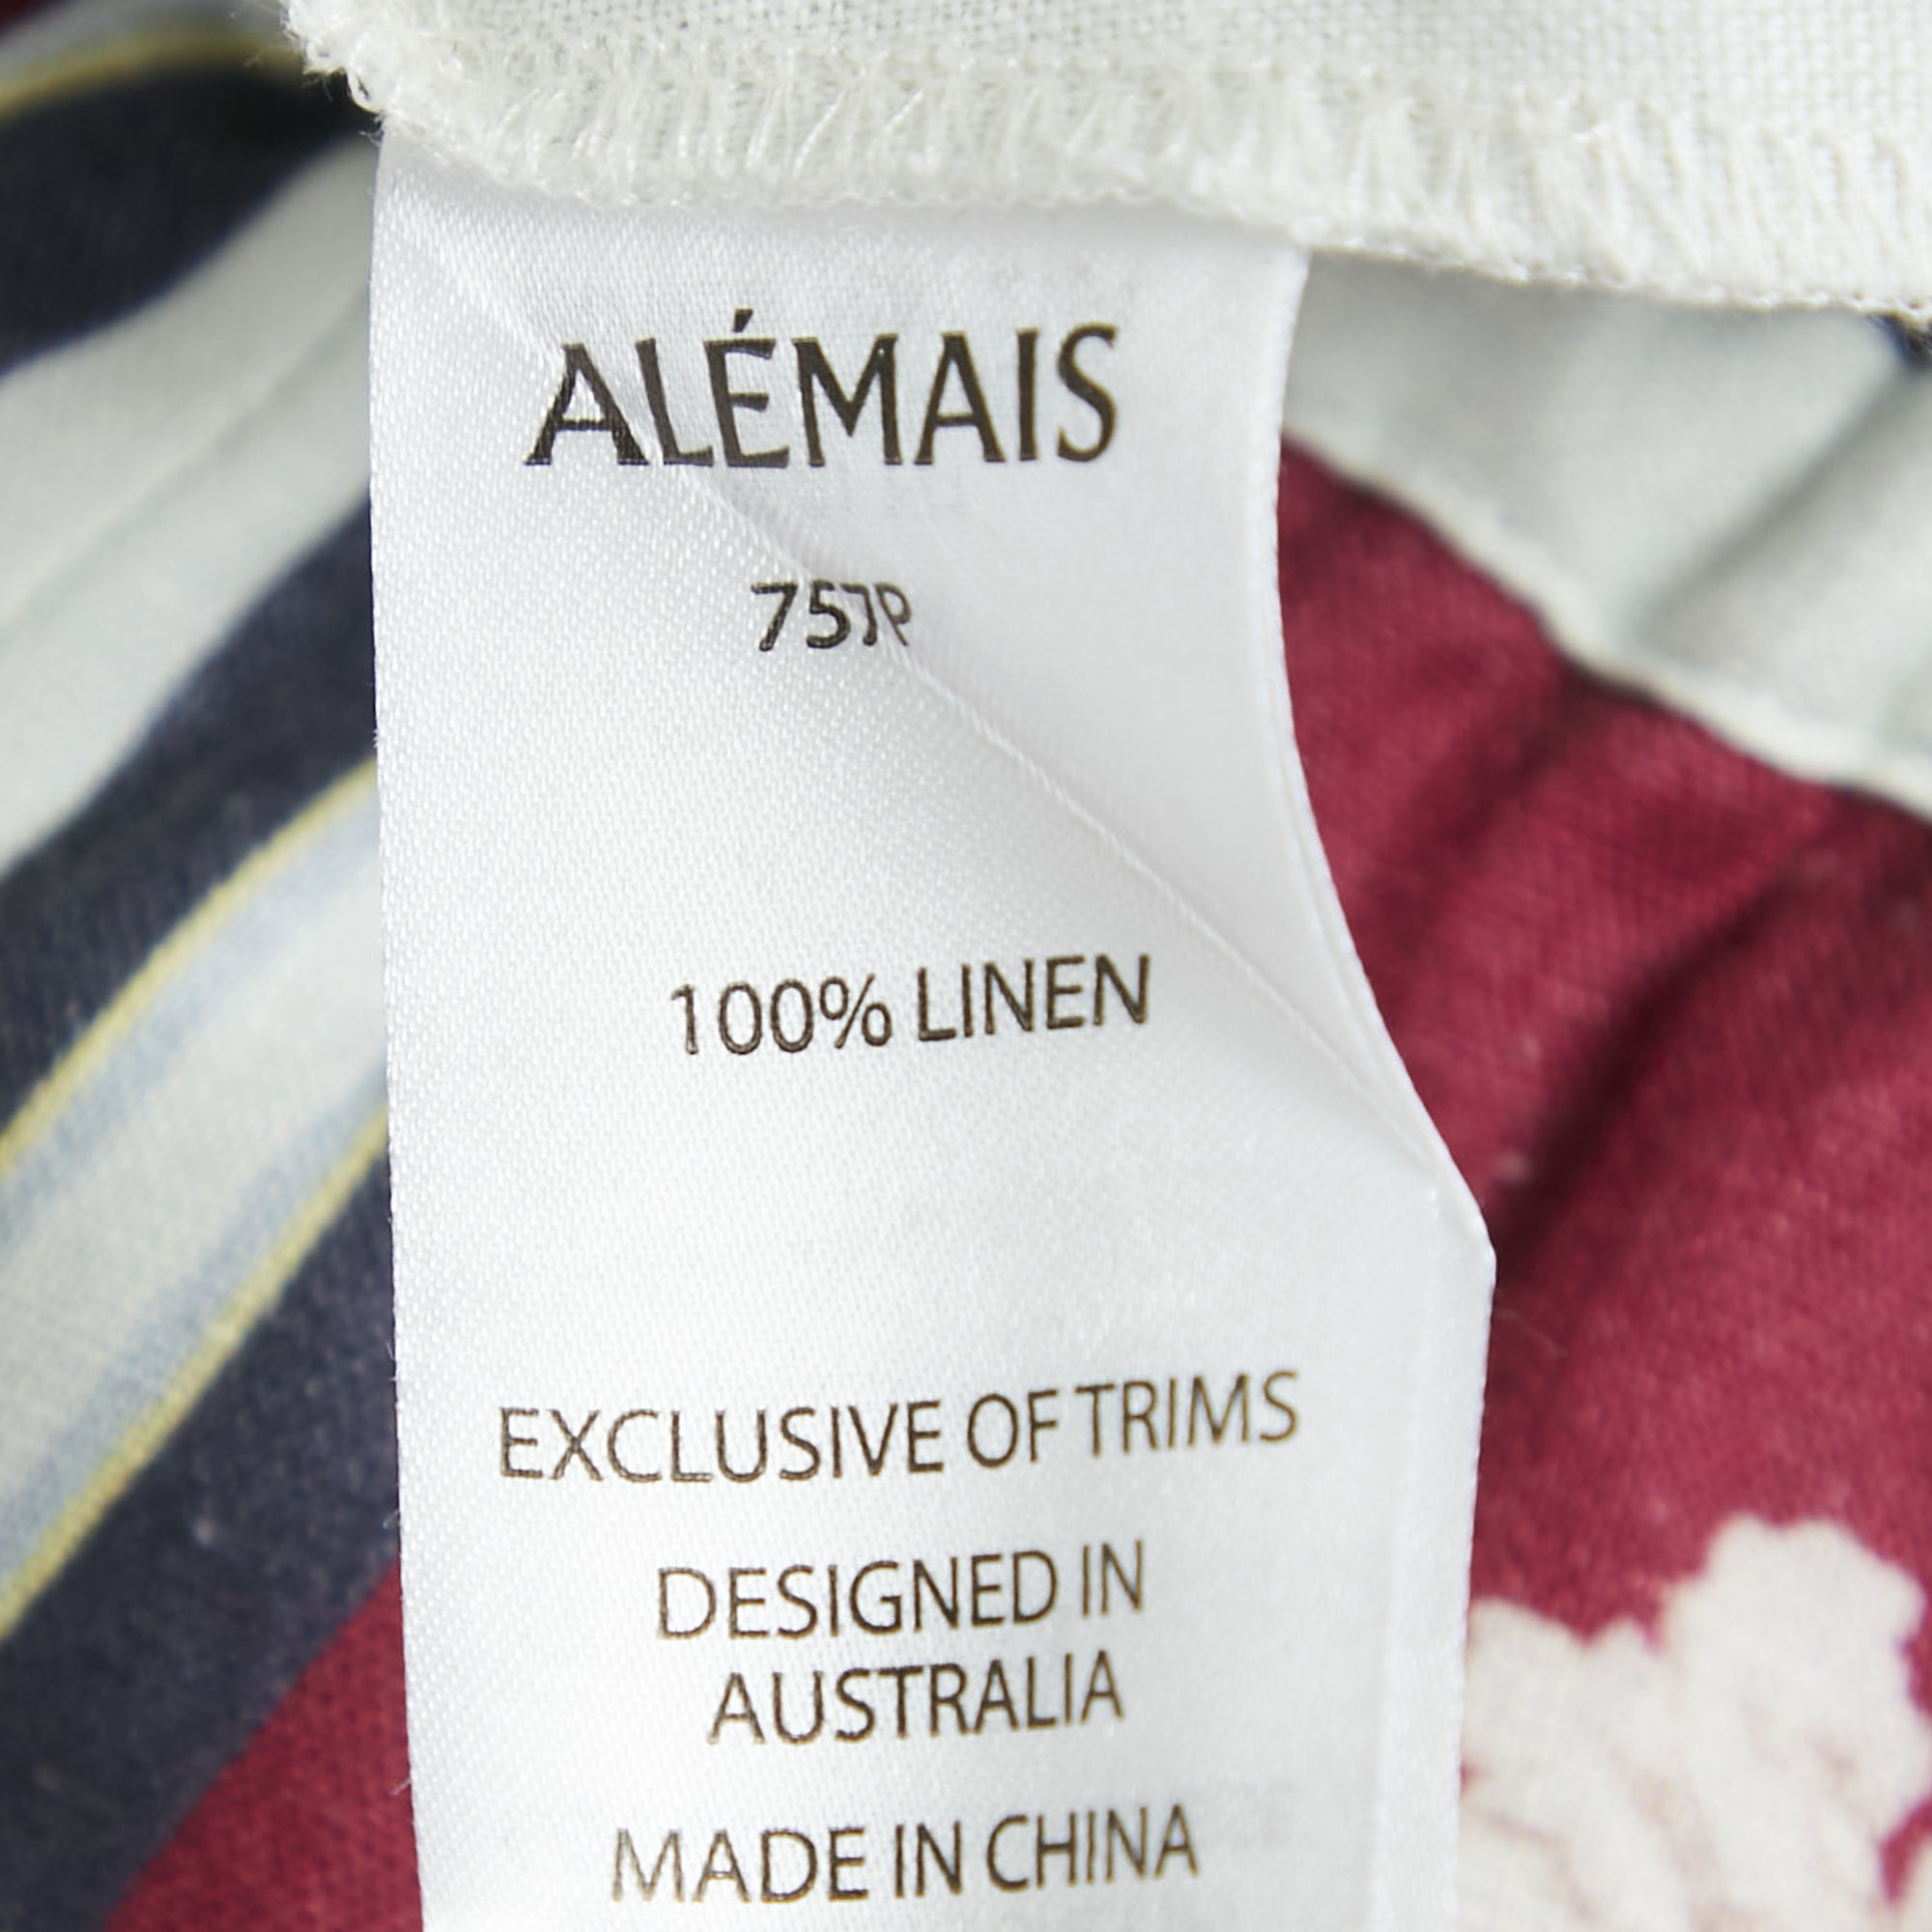 ALÉMAIS
100% LINEN
EXCLUSIVE OF TRIMS
DESIGNED IN
AUSTRALIA
MADE IN CHINA